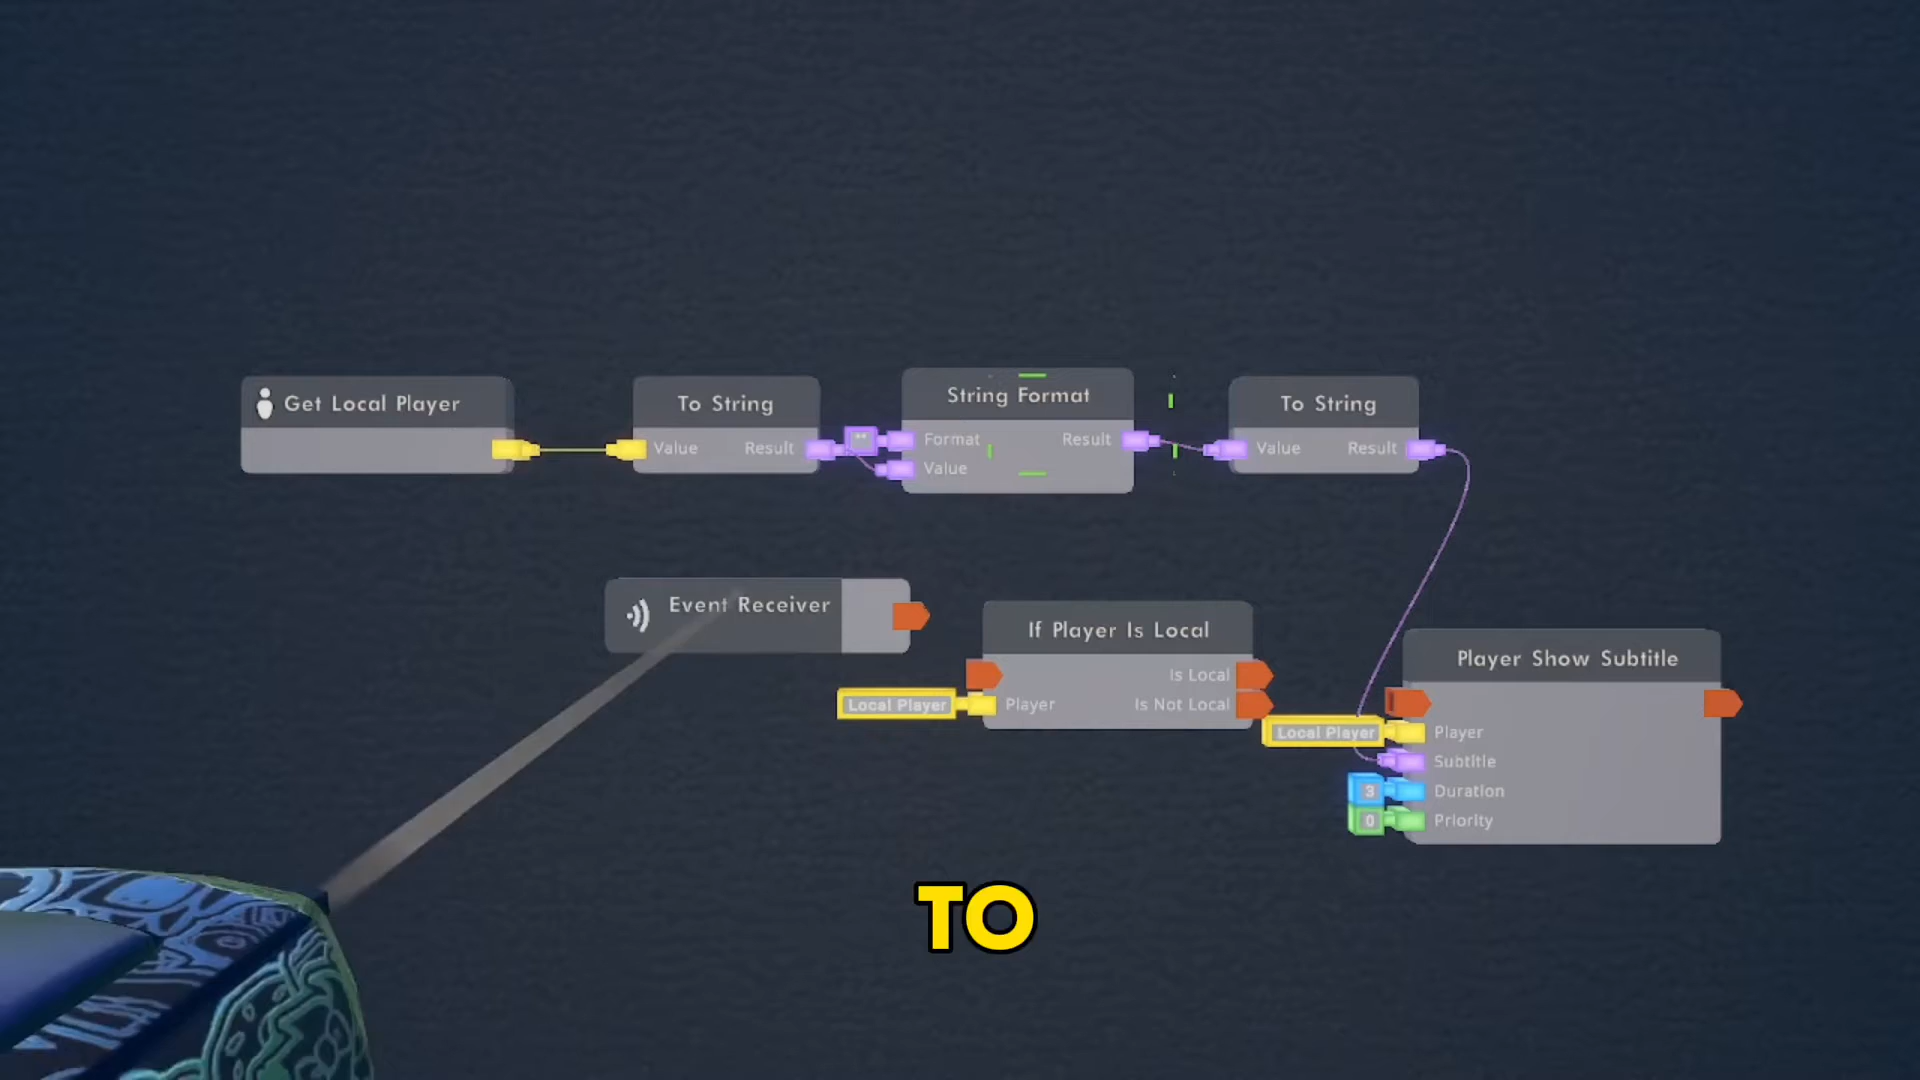 Get Local Player
To String
Value Result
String Format
Format Result
Value
To String
Value Result
Event Receiver
If Player Is Local
Is Local
Local Player Player Is Not Local
Player Show Subtitle
Local Player Player
Subtitle
3 Duration
0 Priority
TO